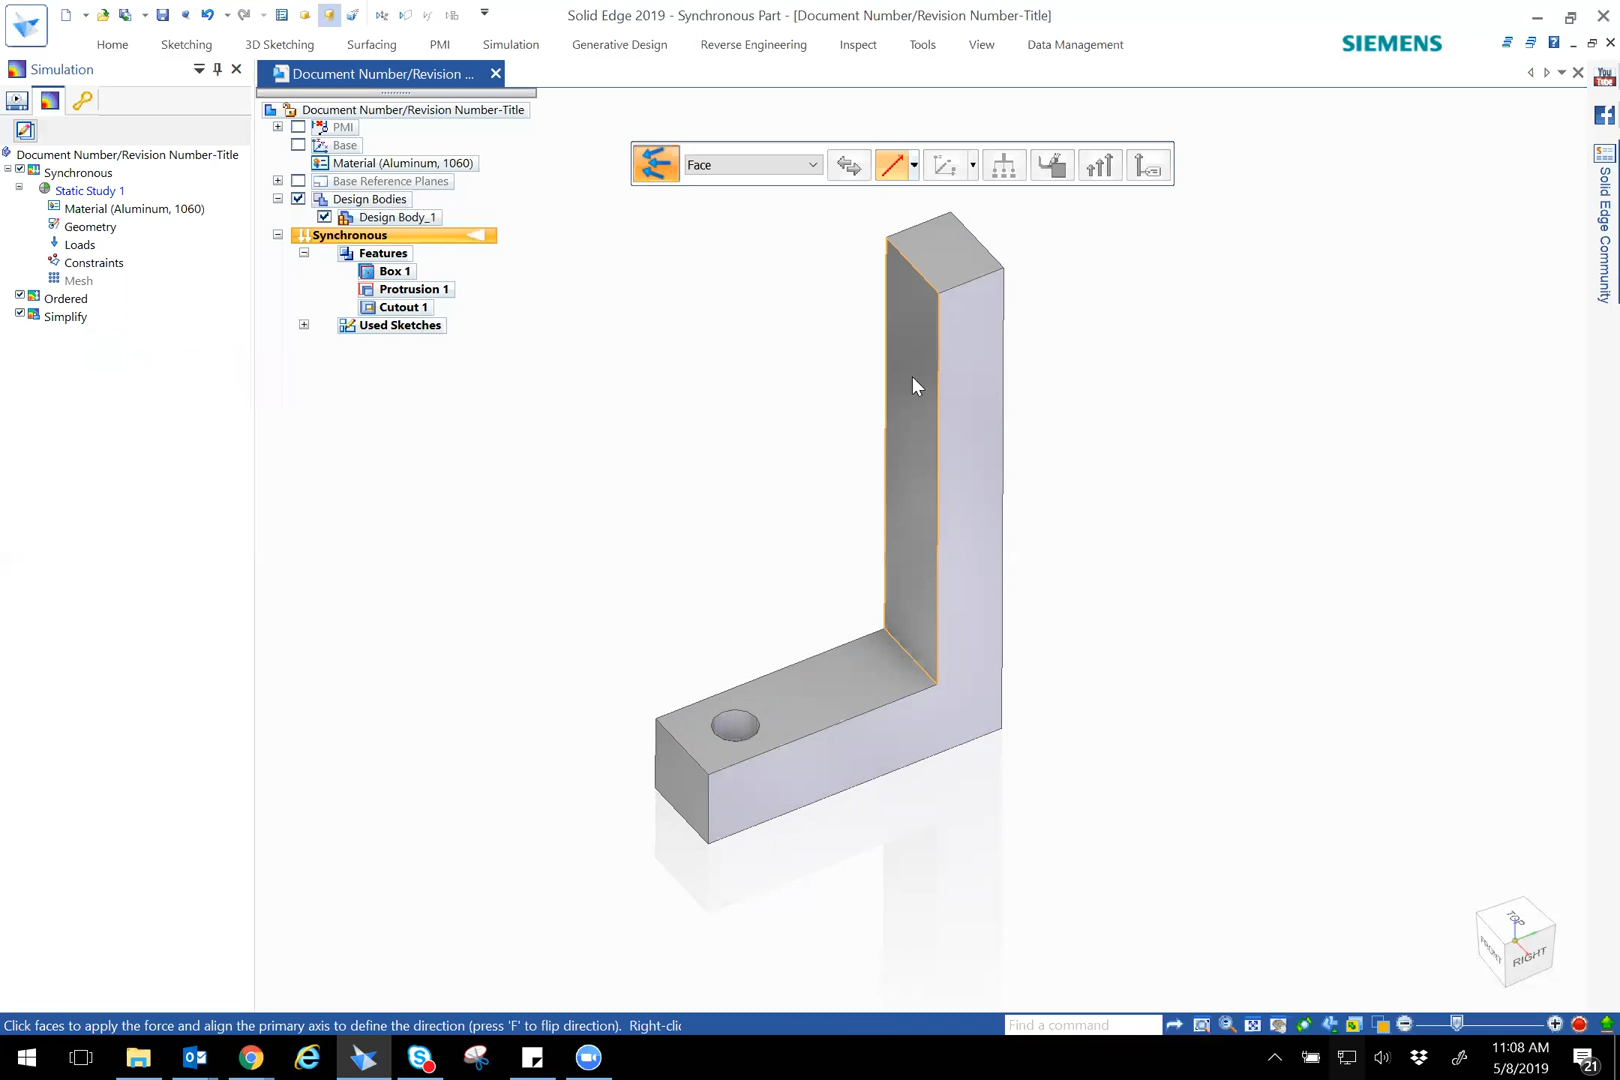 Solid Edge 2019 - Synchronous Part - [Document Number/Revision Number-Title]
Home Sketching 3D Sketching Surfacing PMI Simulation Generative Design Reverse Engineering Inspect Tools View Data Management
SIEMENS
Simulation
Document Number/Revision ...
Document Number/Revision Number-Title
Synchronous
Static Study 1
Material (Aluminum, 1060)
Geometry
Loads
Constraints
Mesh
Ordered
Simplify
Document Number/Revision Number-Title
PMI
Base
Material (Aluminum, 1060)
Base Reference Planes
Design Bodies
Design Body_1
Synchronous
Features
Box 1
Protrusion 1
Cutout 1
Used Sketches
Face
You
Tube
Solid Edge Community
TOP
FRONT
RIGHT
Click faces to apply the force and align the primary axis to define the direction (press 'F' to flip direction). Right-clic
Find a command
11:08 AM
5/8/2019
21